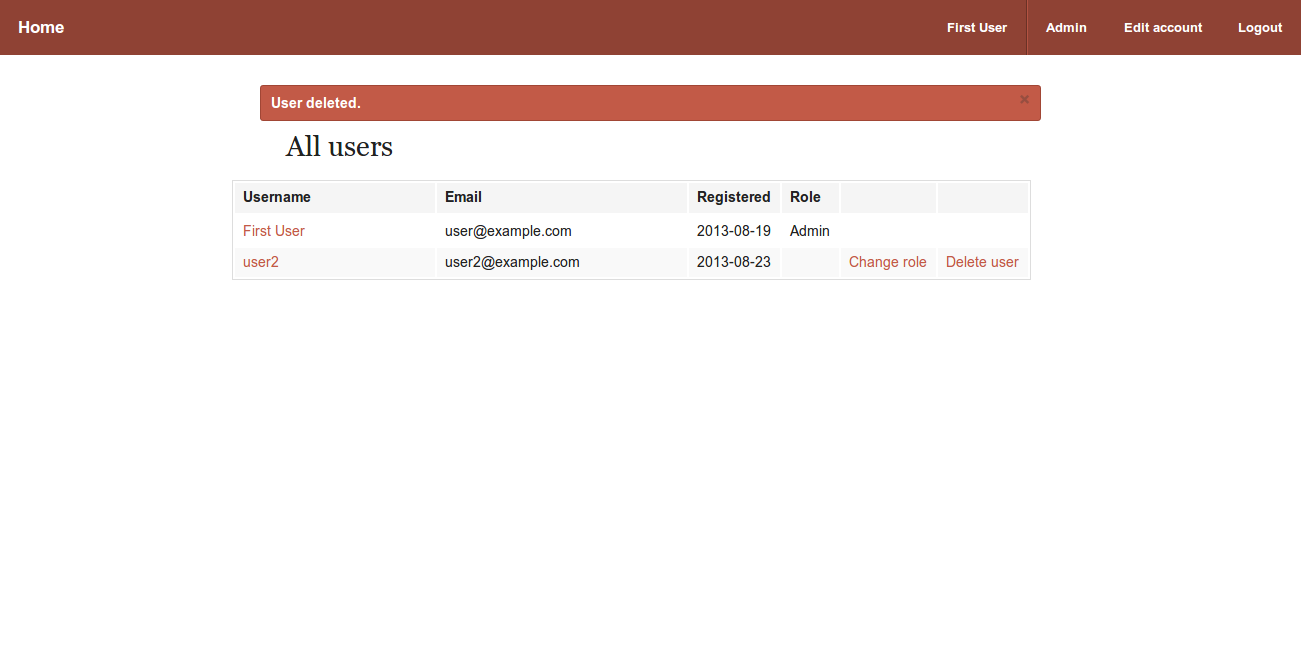 Home First User Admin Edit account Logout
User deleted. ×
All users
Username Email Registered Role
First User user@example.com 2013-08-19 Admin
user2 user2@example.com 2013-08-23 Change role Delete user